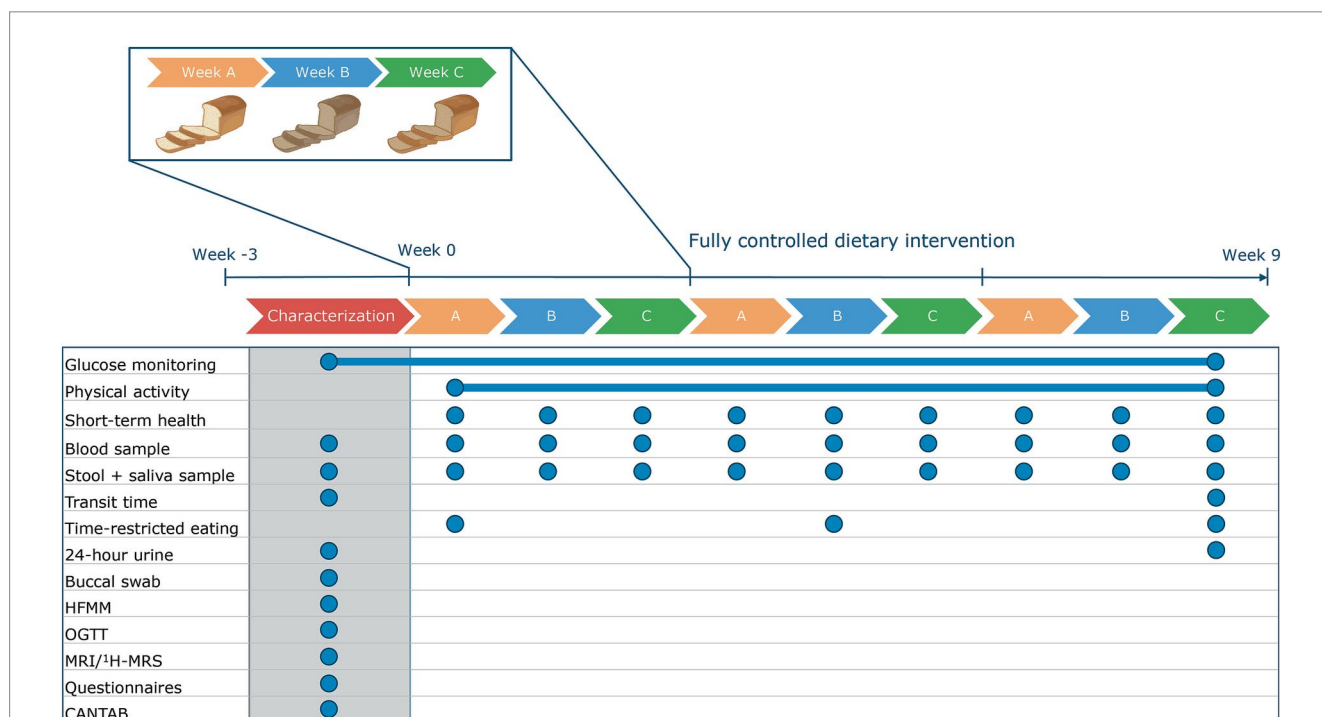 Week A Week B Week C
Fully controlled dietary intervention
Week -3 Week 0 Week 9
Characterization A B C A B C A B C
Glucose monitoring
Physical activity
Short-term health
Blood sample
Stool + saliva sample
Transit time
Time-restricted eating
24-hour urine
Buccal swab
HFMM
OGTT
MRI/¹H-MRS
Questionnaires
CANTAB